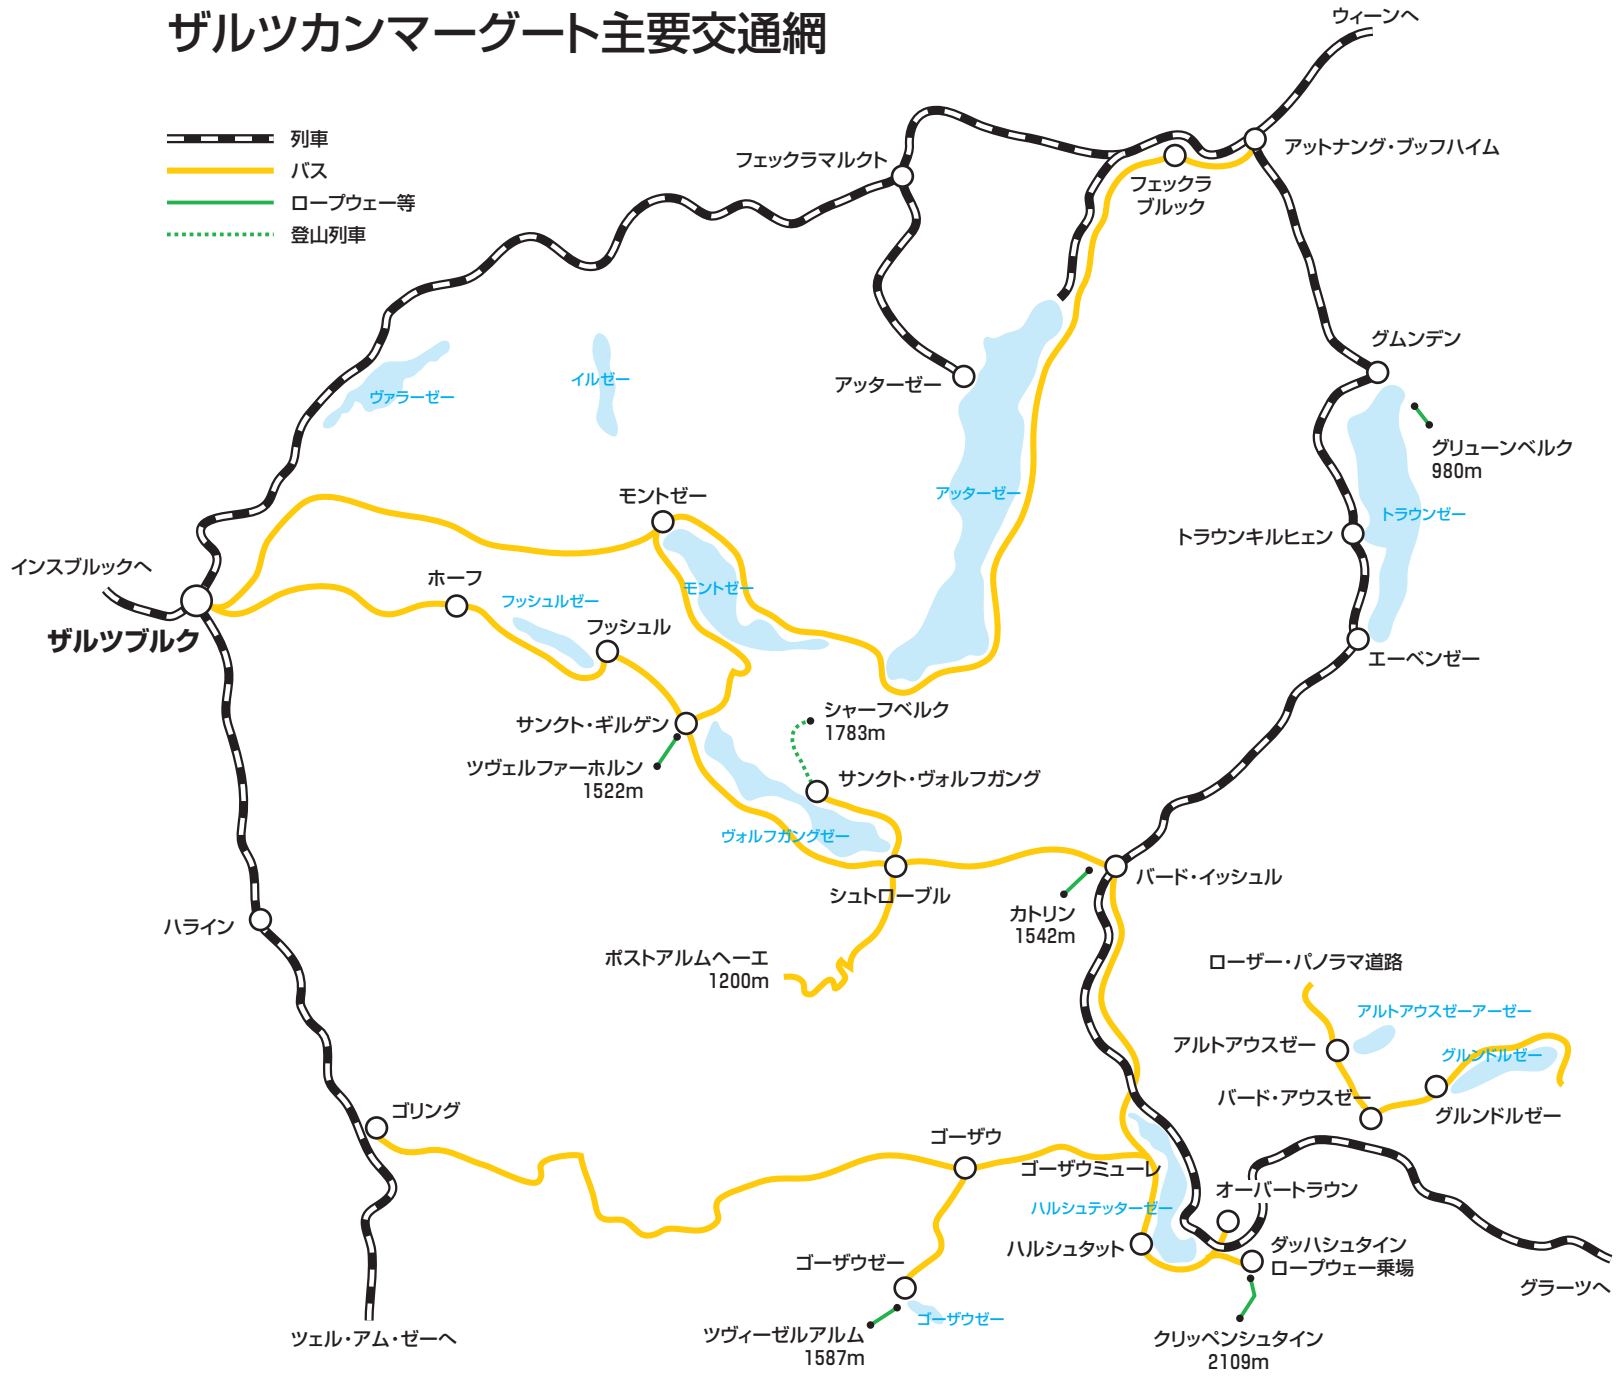 ザルツカンマーグート主要交通網
ウィーンへ
列車
バス
ロープウェー等
登山列車
フェックラマルクト
アットナング・ブッフハイム
フェックラ
ブルック
グムンデン
イルゼー
ヴァラーゼー
アッターゼー
グリューンベルク
980m
モントゼー
アッターゼー
トラウンゼー
トラウンキルヒェン
インスブルックへ
ホーフ
モントゼー
フッシュルゼー
フッシュル
ザルツブルク
エーベンゼー
シャーフベルク
1783m
サンクト・ギルゲン
ツヴェルファーホルン
1522m
サンクト・ヴォルフガング
ヴォルフガングゼー
シュトローブル
バード・イッシュル
カトリン
1542m
ハライン
ポストアルムヘーエ
1200m
ローザー・パノラマ道路
アルトアウスゼーアーゼー
アルトアウスゼー
グルンドルゼー
バード・アウスゼー
グルンドルゼー
ゴリング
ゴーザウ
ゴーザウミューレ
オーバートラウン
ハルシュテッターゼー
ハルシュタット
ダッハシュタイン
ロープウェー乗場
ゴーザウゼー
グラーツへ
ゴーザウゼー
ツヴィーゼルアルム
1587m
クリッペンシュタイン
2109m
ツェル・アム・ゼーへ